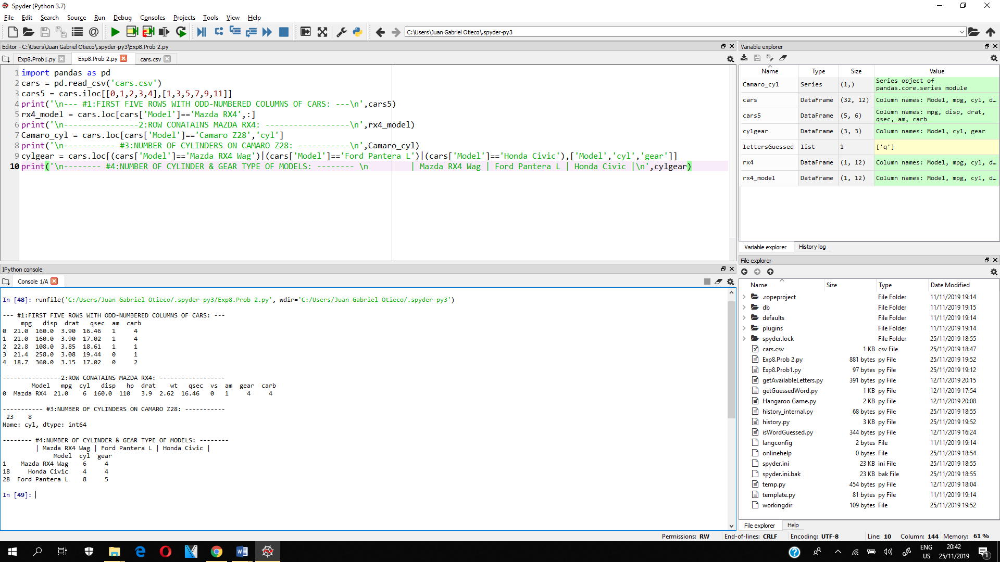 Spyder (Python 3.7)
File Edit Search Source Run Debug Consoles Projects Tools View Help
C:\Users\Juan Gabriel Otieco\.spyder-py3
Editor - C:\Users\Juan Gabriel Otieco\.spyder-py3\Exp8.Prob 2.py
Exp8.Prob1.py Exp8.Prob 2.py cars.csv
1 import pandas as pd
2 cars = pd.read_csv('cars.csv')
3 cars5 = cars.iloc[[0,1,2,3,4],[1,3,5,7,9,11]]
4 print('\n--- #1:FIRST FIVE ROWS WITH ODD-NUMBERED COLUMNS OF CARS: ---\n',cars5)
5 rx4_model = cars.loc[cars['Model']=='Mazda RX4',:]
6 print('\n----------------2:ROW CONATAINS MAZDA RX4: ------------------\n',rx4_model)
7 Camaro_cyl = cars.loc[cars['Model']=='Camaro Z28','cyl']
8 print('\n----------- #3:NUMBER OF CYLINDERS ON CAMARO Z28: -----------\n',Camaro_cyl)
9 cylgear = cars.loc[(cars['Model']=='Mazda RX4 Wag')|(cars['Model']=='Ford Pantera L')|(cars['Model']=='Honda Civic'),['Model','cyl','gear']]
10 print('\n-------- #4:NUMBER OF CYLINDER & GEAR TYPE OF MODELS: -------- \n         | Mazda RX4 Wag | Ford Pantera L | Honda Civic |\n',cylgear)
Variable explorer
Name Type Size Value
Camaro_cyl Series (1,) Series object of
pandas.core.series module
cars DataFrame (32, 12) Column names: Model, mpg, cyl, d…
cars5 DataFrame (5, 6) Column names: mpg, disp, drat,
qsec, am, carb
cylgear DataFrame (3, 3) Column names: Model, cyl, gear
lettersGuessed list 1 ['q']
rx4 DataFrame (1, 12) Column names: Model, mpg, cyl, d…
rx4_model DataFrame (1, 12) Column names: Model, mpg, cyl, d…
Variable explorer History log
IPython console
Console 1/A
In [48]: runfile('C:/Users/Juan Gabriel Otieco/.spyder-py3/Exp8.Prob 2.py', wdir='C:/Users/Juan Gabriel Otieco/.spyder-py3')
--- #1:FIRST FIVE ROWS WITH ODD-NUMBERED COLUMNS OF CARS: ---
mpg disp drat qsec am carb
0 21.0 160.0 3.90 16.46 1 4
1 21.0 160.0 3.90 17.02 1 4
2 22.8 108.0 3.85 18.61 1 1
3 21.4 258.0 3.08 19.44 0 1
4 18.7 360.0 3.15 17.02 0 2
----------------2:ROW CONATAINS MAZDA RX4: ------------------
Model mpg cyl disp hp drat wt qsec vs am gear carb
0 Mazda RX4 21.0 6 160.0 110 3.9 2.62 16.46 0 1 4 4
----------- #3:NUMBER OF CYLINDERS ON CAMARO Z28: -----------
23 8
Name: cyl, dtype: int64
-------- #4:NUMBER OF CYLINDER & GEAR TYPE OF MODELS: --------
| Mazda RX4 Wag | Ford Pantera L | Honda Civic |
Model cyl gear
1 Mazda RX4 Wag 6 4
18 Honda Civic 4 4
28 Ford Pantera L 8 5
In [49]:
File explorer
Name Size Type Date Modified
.ropeproject File Folder 11/11/2019 19:14
db File Folder 11/11/2019 19:15
defaults File Folder 11/11/2019 19:14
plugins File Folder 11/11/2019 19:14
spyder.lock File Folder 25/11/2019 18:55
cars.csv 1 KB csv File 25/11/2019 18:47
Exp8.Prob 2.py 881 bytes py File 25/11/2019 19:52
Exp8.Prob1.py 97 bytes py File 25/11/2019 19:12
getAvailableLetters.py 391 bytes py File 12/11/2019 20:15
getGuessedWord.py 1 KB py File 12/11/2019 17:54
Hangaroo Game.py 2 KB py File 12/11/2019 20:08
history_internal.py 68 bytes py File 25/11/2019 18:55
history.py 3 KB py File 25/11/2019 19:52
isWordGuessed.py 344 bytes py File 12/11/2019 16:24
langconfig 2 bytes File 11/11/2019 19:14
onlinehelp 0 bytes File 25/11/2019 18:54
spyder.ini 23 KB ini File 25/11/2019 18:55
spyder.ini.bak 23 KB bak File 25/11/2019 18:55
temp.py 454 bytes py File 12/11/2019 18:04
template.py 81 bytes py File 11/11/2019 19:14
workingdir 109 bytes File 25/11/2019 19:52
File explorer Help
Permissions: RW End-of-lines: CRLF Encoding: UTF-8 Line: 10 Column: 144 Memory: 61 %
ENG
US
20:42
25/11/2019
1